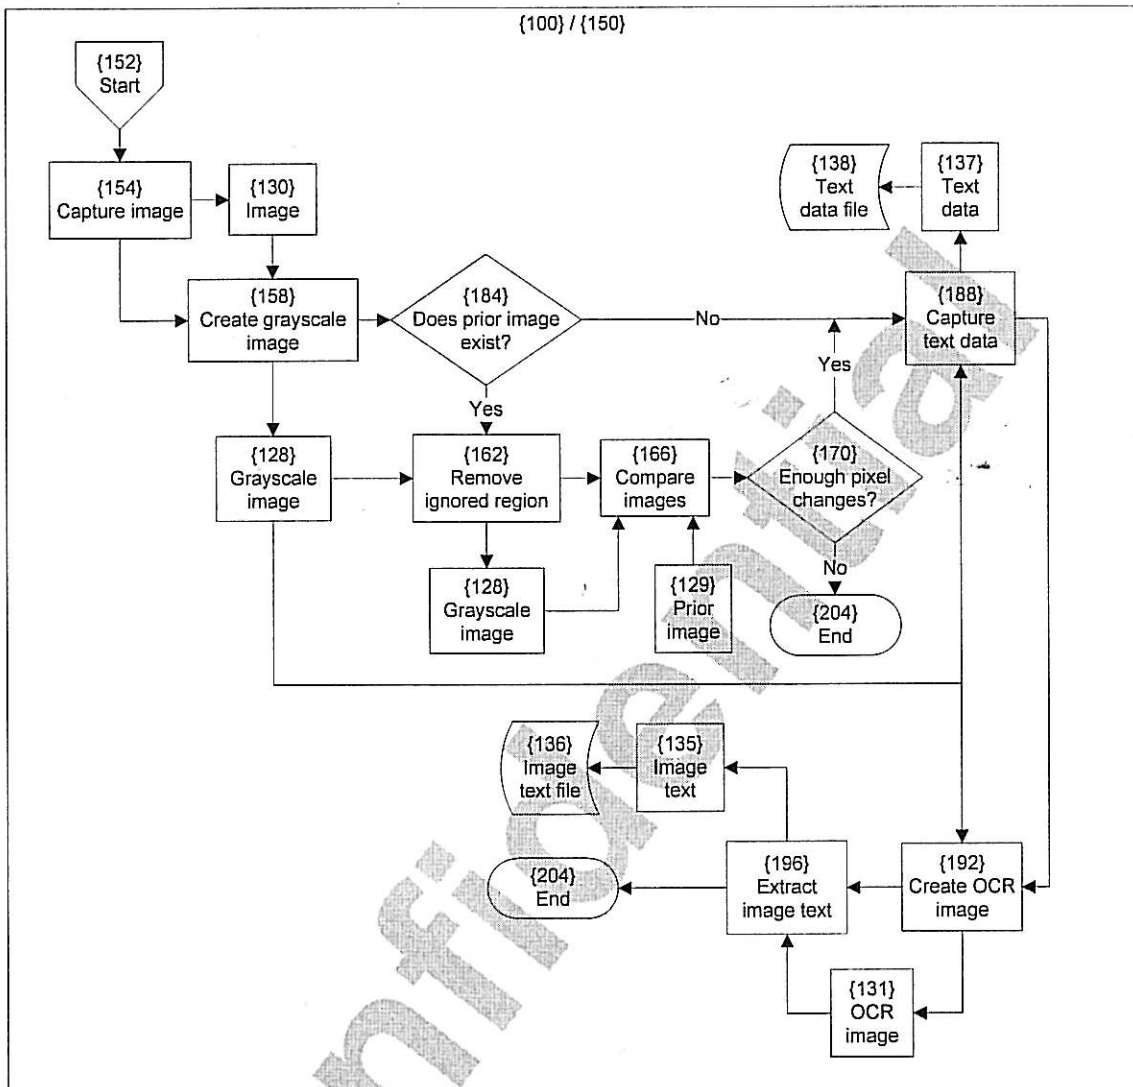 {100} / {150}
{152}
Start
{154}
Capture image
{130}
Image
{138}
Text
data file
{137}
Text
data
{158}
Create grayscale
image
{184}
Does prior image
exist?
No
{188}
Capture
text data
Yes
Yes
{128}
Grayscale
image
{162}
Remove
ignored region
{166}
Compare
images
{170}
Enough pixel
changes?
No
{128}
Grayscale
image
{129}
Prior
image
{204}
End
{136}
Image
text file
{135}
Image
text
{204}
End
{196}
Extract
image text
{192}
Create OCR
image
{131}
OCR
image
nfidential